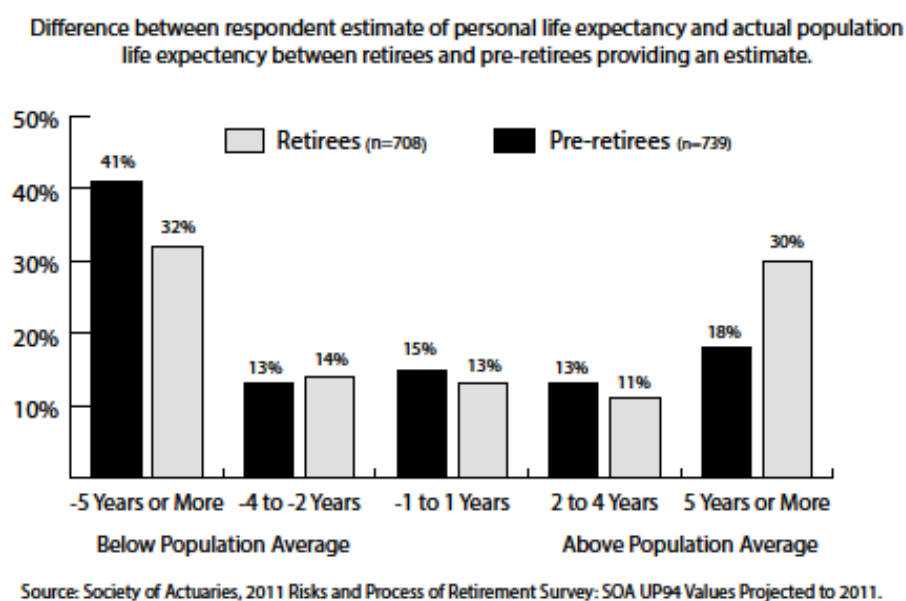 Difference between respondent estimate of personal life expectancy and actual population
life expectency between retirees and pre-retirees providing an estimate.
50%
40%
30%
20%
10%
Retirees (n=708)
Pre-retirees (n=739)
41%
32%
13%
14%
15%
13%
13%
11%
18%
30%
-5 Years or More
-4 to -2 Years
-1 to 1 Years
2 to 4 Years
5 Years or More
Below Population Average
Above Population Average
Source: Society of Actuaries, 2011 Risks and Process of Retirement Survey: SOA UP94 Values Projected to 2011.